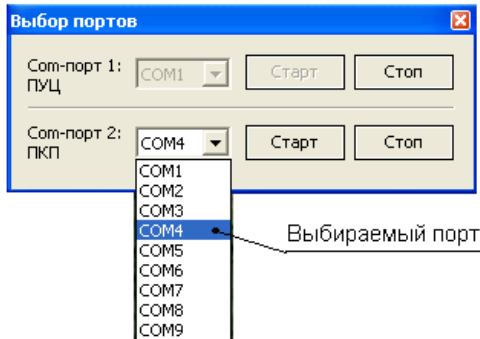 Выбор портов
Com-порт 1: ПУЦ
COM1
Старт
Стоп
Com-порт 2: ПКП
COM4
Старт
Стоп
COM1
COM2
COM3
COM4
Выбираемый порт
COM5
COM6
COM7
COM8
COM9